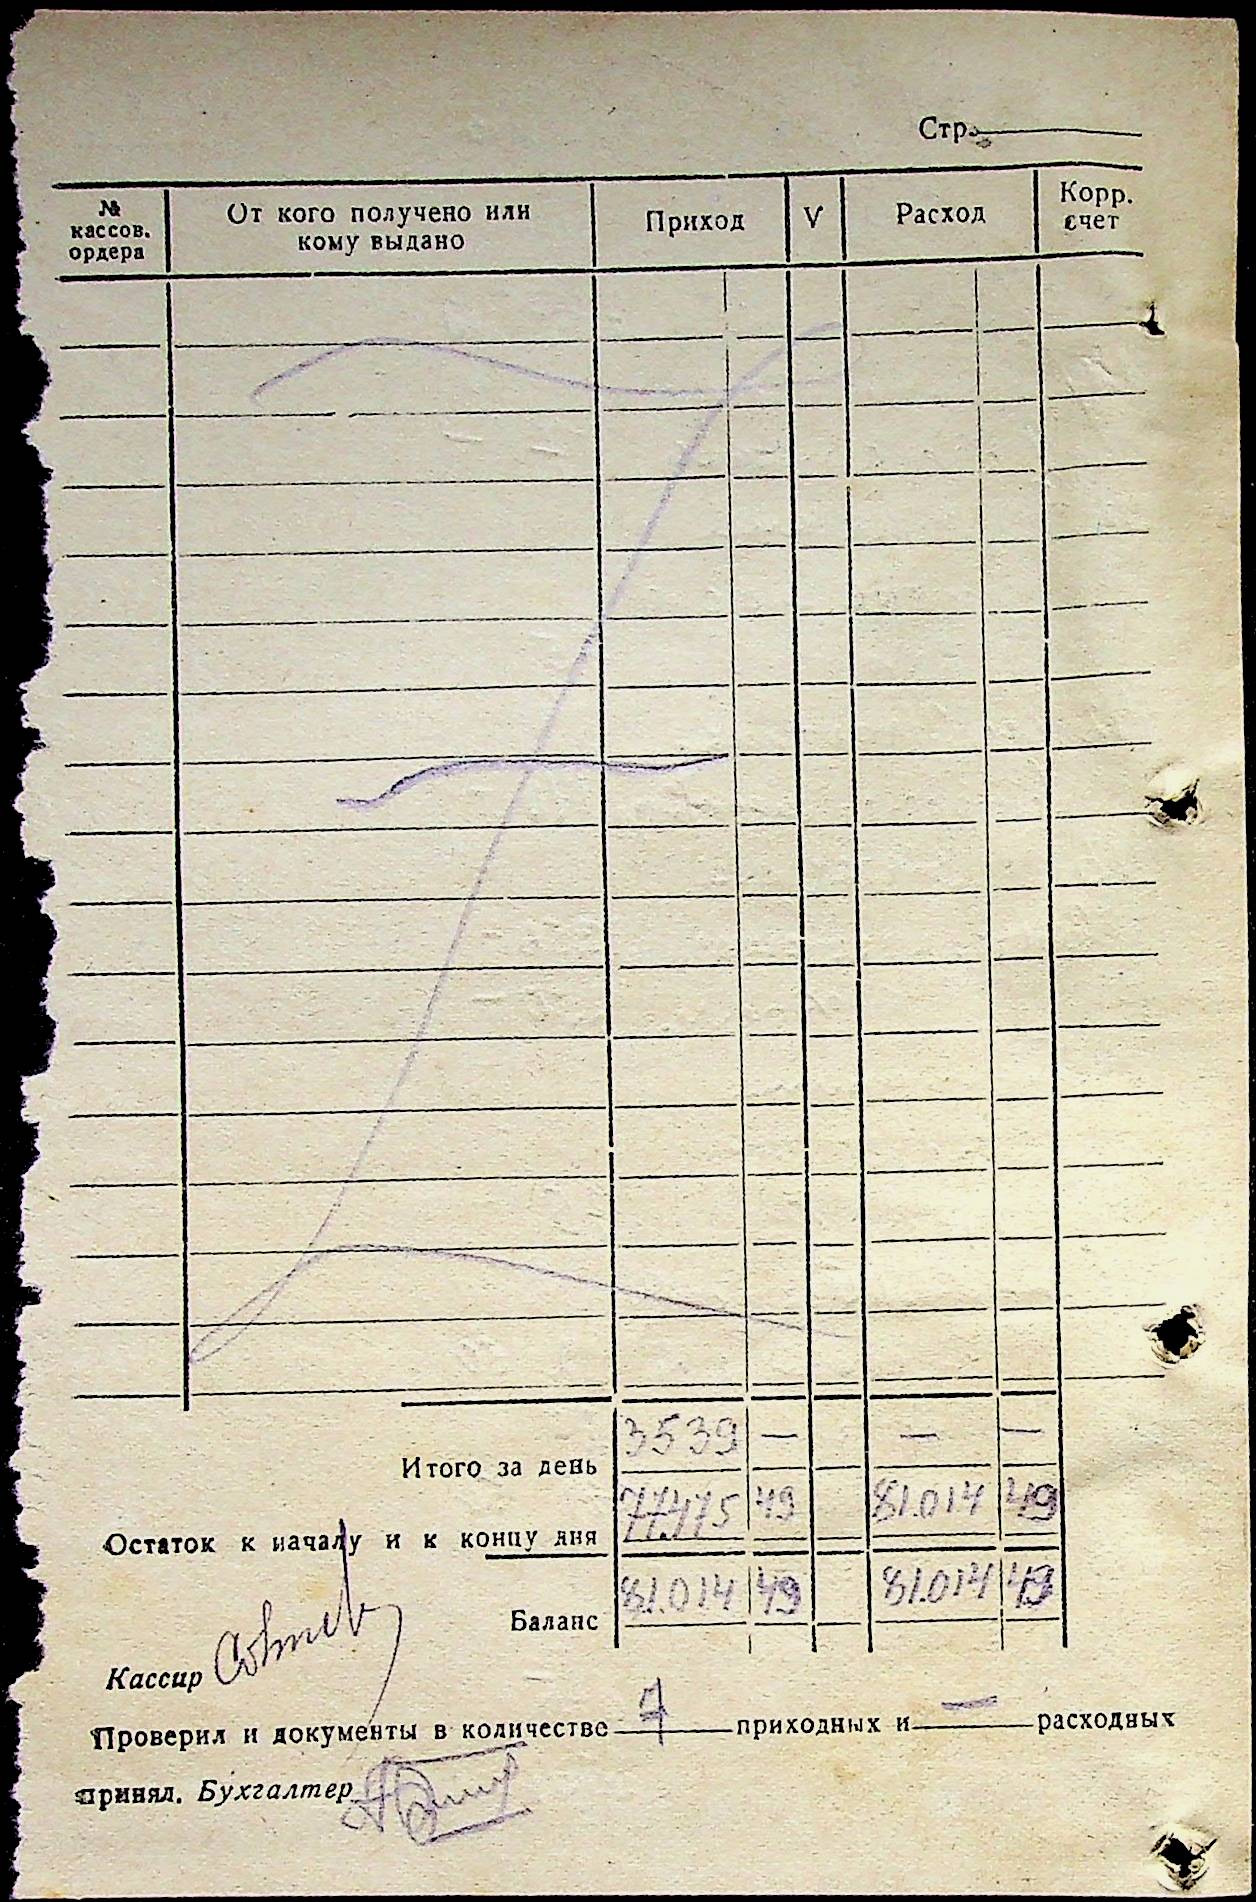 Стр.
№ кассов. ордера От кого получено или кому выдано Приход V Расход Корр. счет
3539 — — —
Итого за день
77.475 49 81.014 49
Остаток к началу и к концу дня
81.014 49 81.014 49
Баланс
Кассир
Проверил и документы в количестве 7 приходных и — расходных
принял. Бухгалтер